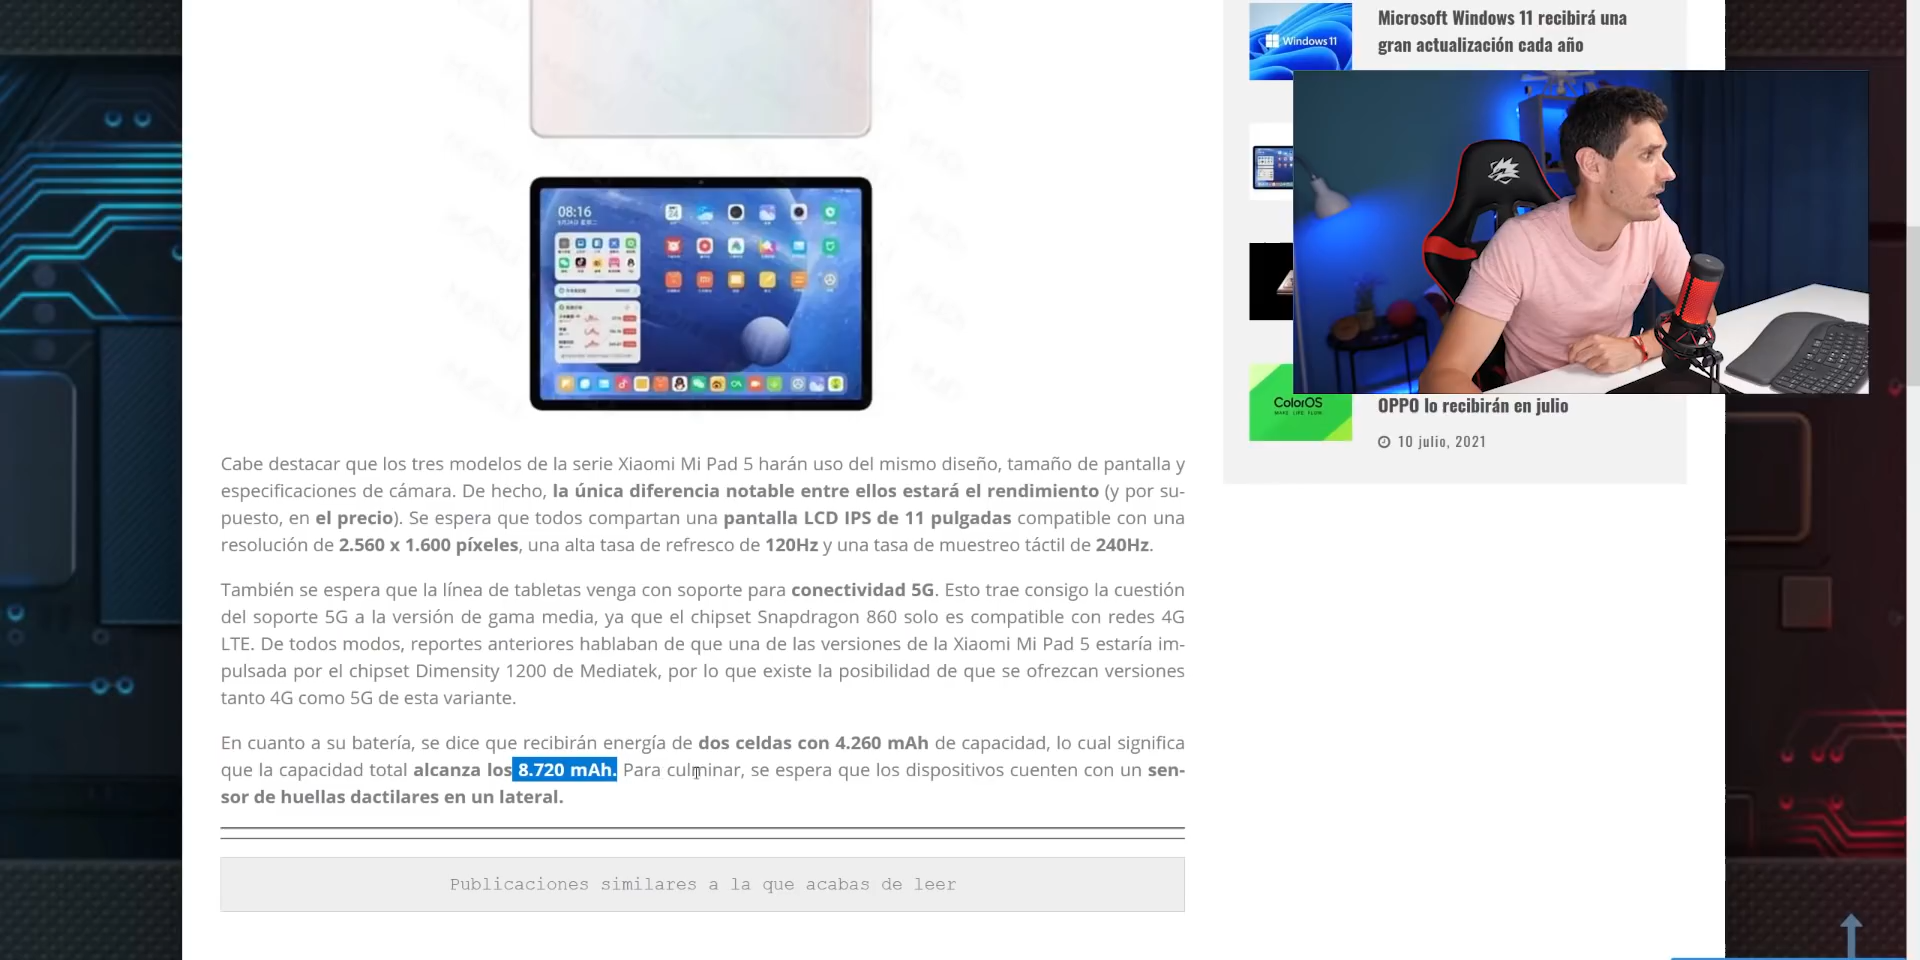 Microsoft Windows 11 recibirá una
gran actualización cada año
Windows 11
08:16
ColorOS
MAKE LIFE FLOW
OPPO lo recibirán en julio
10 julio, 2021
Cabe destacar que los tres modelos de la serie Xiaomi Mi Pad 5 harán uso del mismo diseño, tamaño de pantalla y
especificaciones de cámara. De hecho, la única diferencia notable entre ellos estará el rendimiento (y por su-
puesto, en el precio). Se espera que todos compartan una pantalla LCD IPS de 11 pulgadas compatible con una
resolución de 2.560 x 1.600 píxeles, una alta tasa de refresco de 120Hz y una tasa de muestreo táctil de 240Hz.
También se espera que la línea de tabletas venga con soporte para conectividad 5G. Esto trae consigo la cuestión
del soporte 5G a la versión de gama media, ya que el chipset Snapdragon 860 solo es compatible con redes 4G
LTE. De todos modos, reportes anteriores hablaban de que una de las versiones de la Xiaomi Mi Pad 5 estaría im-
pulsada por el chipset Dimensity 1200 de Mediatek, por lo que existe la posibilidad de que se ofrezcan versiones
tanto 4G como 5G de esta variante.
En cuanto a su batería, se dice que recibirán energía de dos celdas con 4.260 mAh de capacidad, lo cual significa
que la capacidad total alcanza los 8.720 mAh. Para culminar, se espera que los dispositivos cuenten con un sen-
sor de huellas dactilares en un lateral.
Publicaciones similares a la que acabas de leer